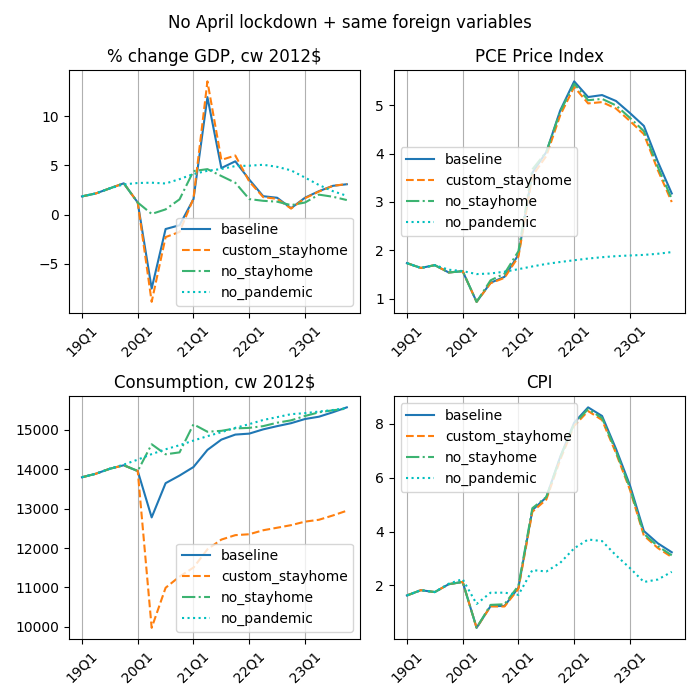 No April lockdown + same foreign variables
% change GDP, cw 2012$
10
5
0
−5
baseline
custom_stayhome
no_stayhome
no_pandemic
19Q1
20Q1
21Q1
22Q1
23Q1
PCE Price Index
5
4
3
2
1
baseline
custom_stayhome
no_stayhome
no_pandemic
19Q1
20Q1
21Q1
22Q1
23Q1
Consumption, cw 2012$
15000
14000
13000
12000
11000
10000
baseline
custom_stayhome
no_stayhome
no_pandemic
19Q1
20Q1
21Q1
22Q1
23Q1
CPI
8
6
4
2
baseline
custom_stayhome
no_stayhome
no_pandemic
19Q1
20Q1
21Q1
22Q1
23Q1